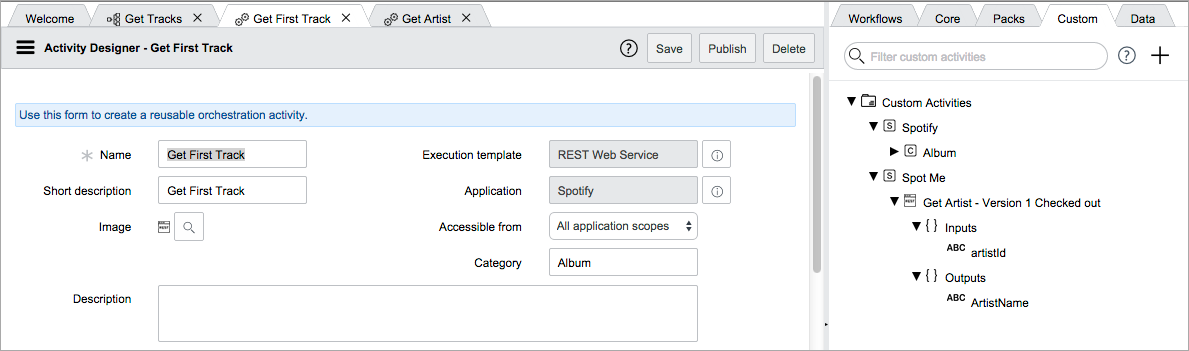 Welcome Get Tracks Get First Track Get Artist
Activity Designer - Get First Track ? Save Publish Delete
Use this form to create a reusable orchestration activity.
Name Get First Track Execution template REST Web Service
Short description Get First Track Application Spotify
Image REST Accessible from All application scopes
Category Album
Description
Workflows Core Packs Custom Data
Filter custom activities ?
Custom Activities
S Spotify
C Album
S Spot Me
REST Get Artist - Version 1 Checked out
{ } Inputs
ABC artistId
{ } Outputs
ABC ArtistName